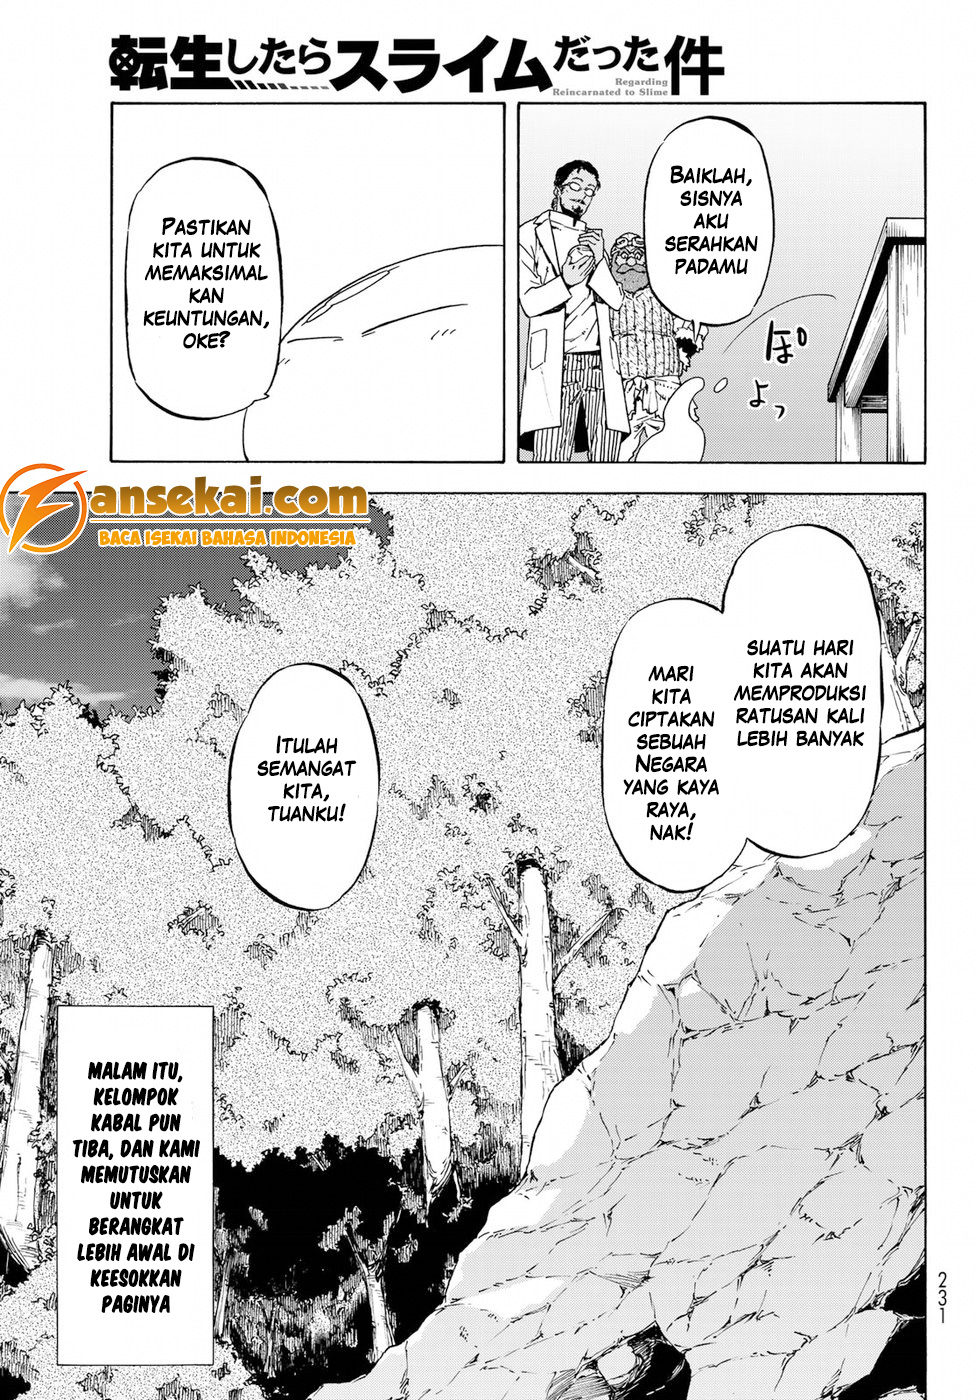 転生したらスライムだった件
Regarding
Reincarnated to Slime
Baiklah,
sisnya
aku
serahkan
padamu
ぽよっ
Pastikan
kita untuk
memaksimal
kan
keuntungan,
oke?
ansekai.com
BACA ISEKAI BAHASA INDONESIA
suatu hari
kita akan
memproduksi
ratusan kali
lebih banyak
mari
kita
ciptakan
sebuah
Negara
yang kaya
raya,
nak!
Itulah
semangat
kita,
tuanku!
MALAM ITU,
KELOMPOK
KABAL PUN
TIBA, DAN KAMI
MEMUTUSKAN
UNTUK
BERANGKAT
LEBIH AWAL DI
KEESOKKAN
PAGINYA
231